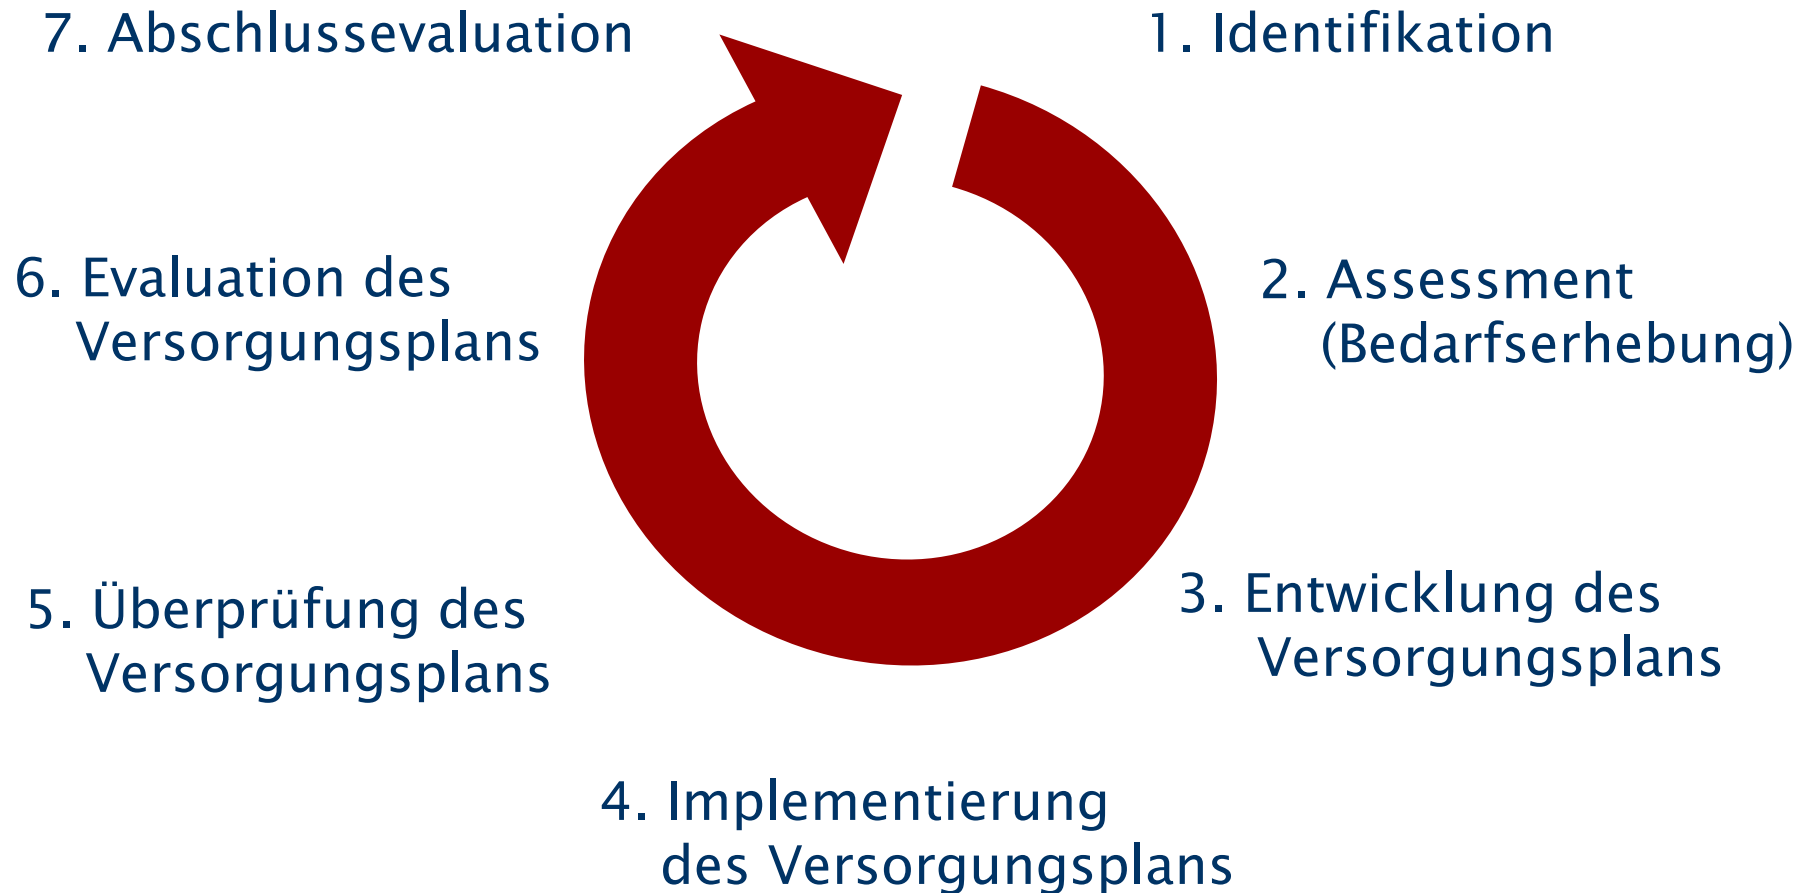 1. Identifikation
2. Assessment
(Bedarfserhebung)
3. Entwicklung des
Versorgungsplans
4. Implementierung
des Versorgungsplans
5. Überprüfung des
Versorgungsplans
6. Evaluation des
Versorgungsplans
7. Abschlussevaluation